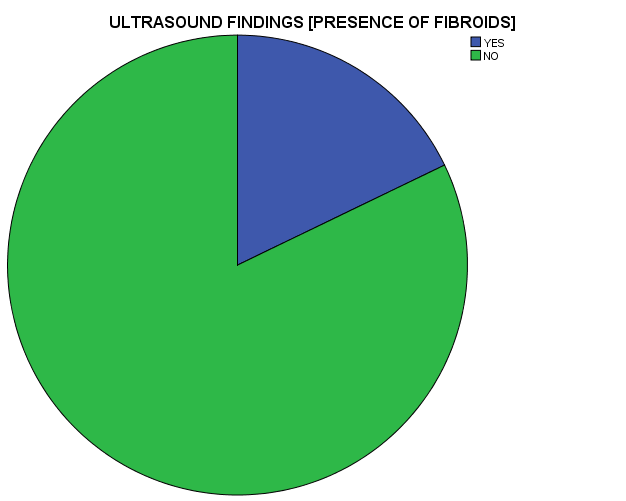 ULTRASOUND FINDINGS [PRESENCE OF FIBROIDS]
YES
NO